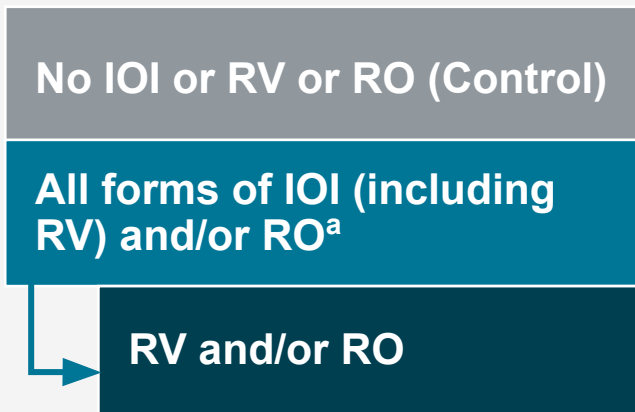 No IOI or RV or RO (Control)
All forms of IOI (including
RV) and/or ROᵃ
RV and/or RO